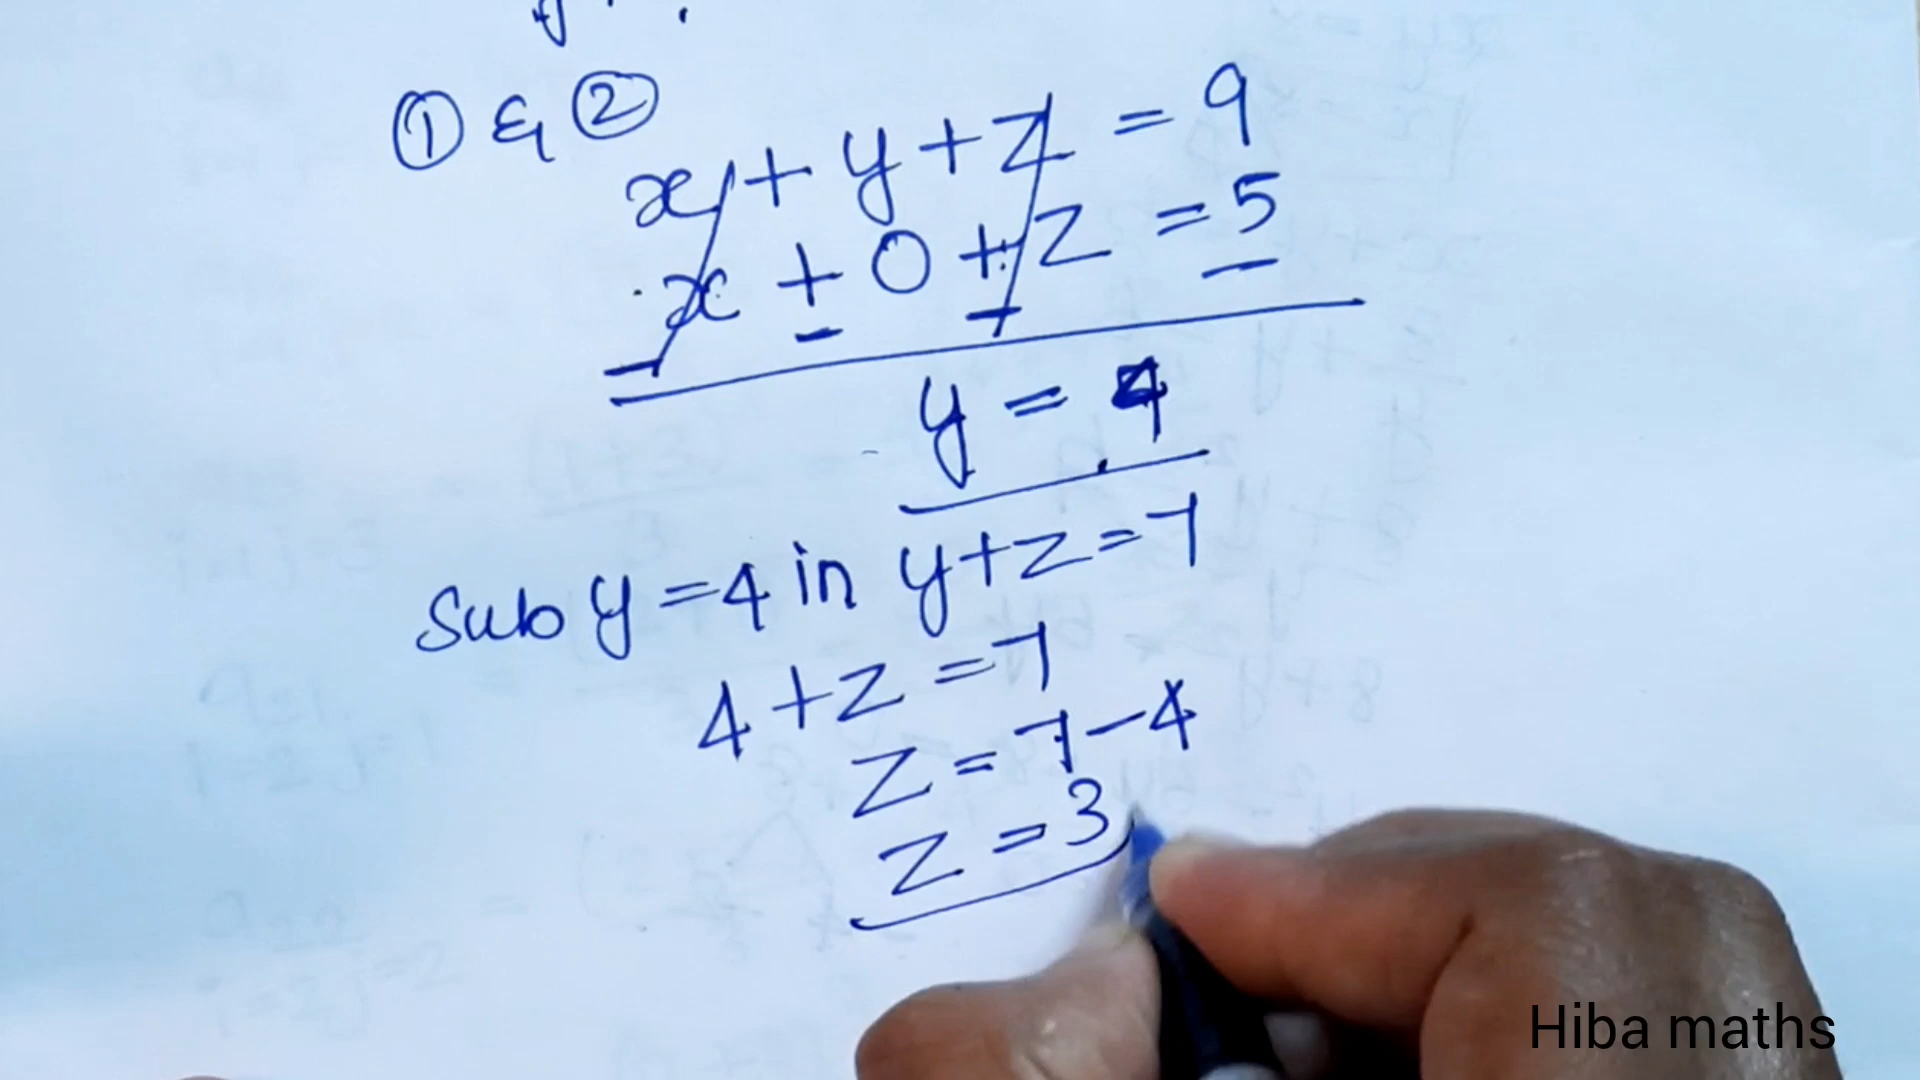 ① & ②
x + y + z = 9
x + 0 + z = 5
y = 4
Sub y = 4 in y + z = 7
4 + z = 7
z = 7 - 4
z = 3
Hiba maths